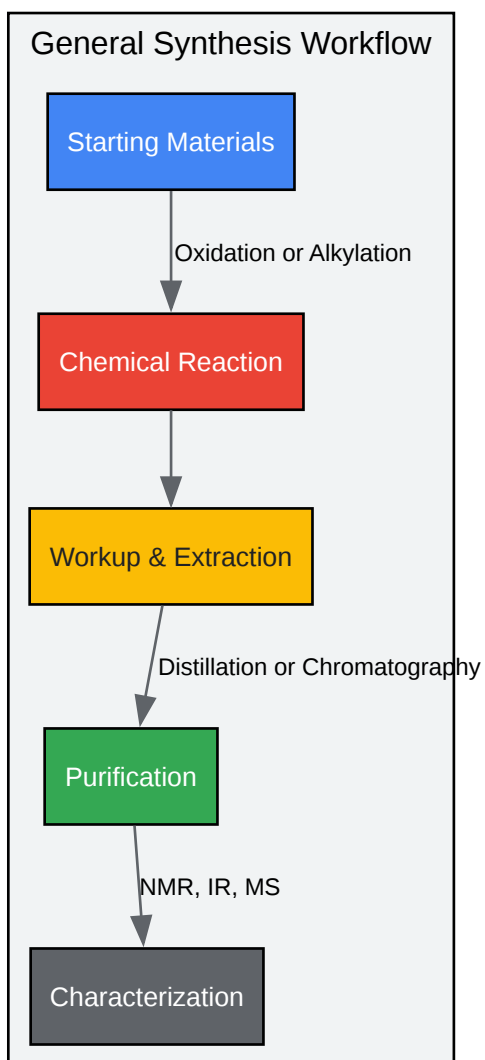 General Synthesis Workflow
Starting Materials
Oxidation or Alkylation
Chemical Reaction
Workup & Extraction
Distillation or Chromatography
Purification
NMR, IR, MS
Characterization